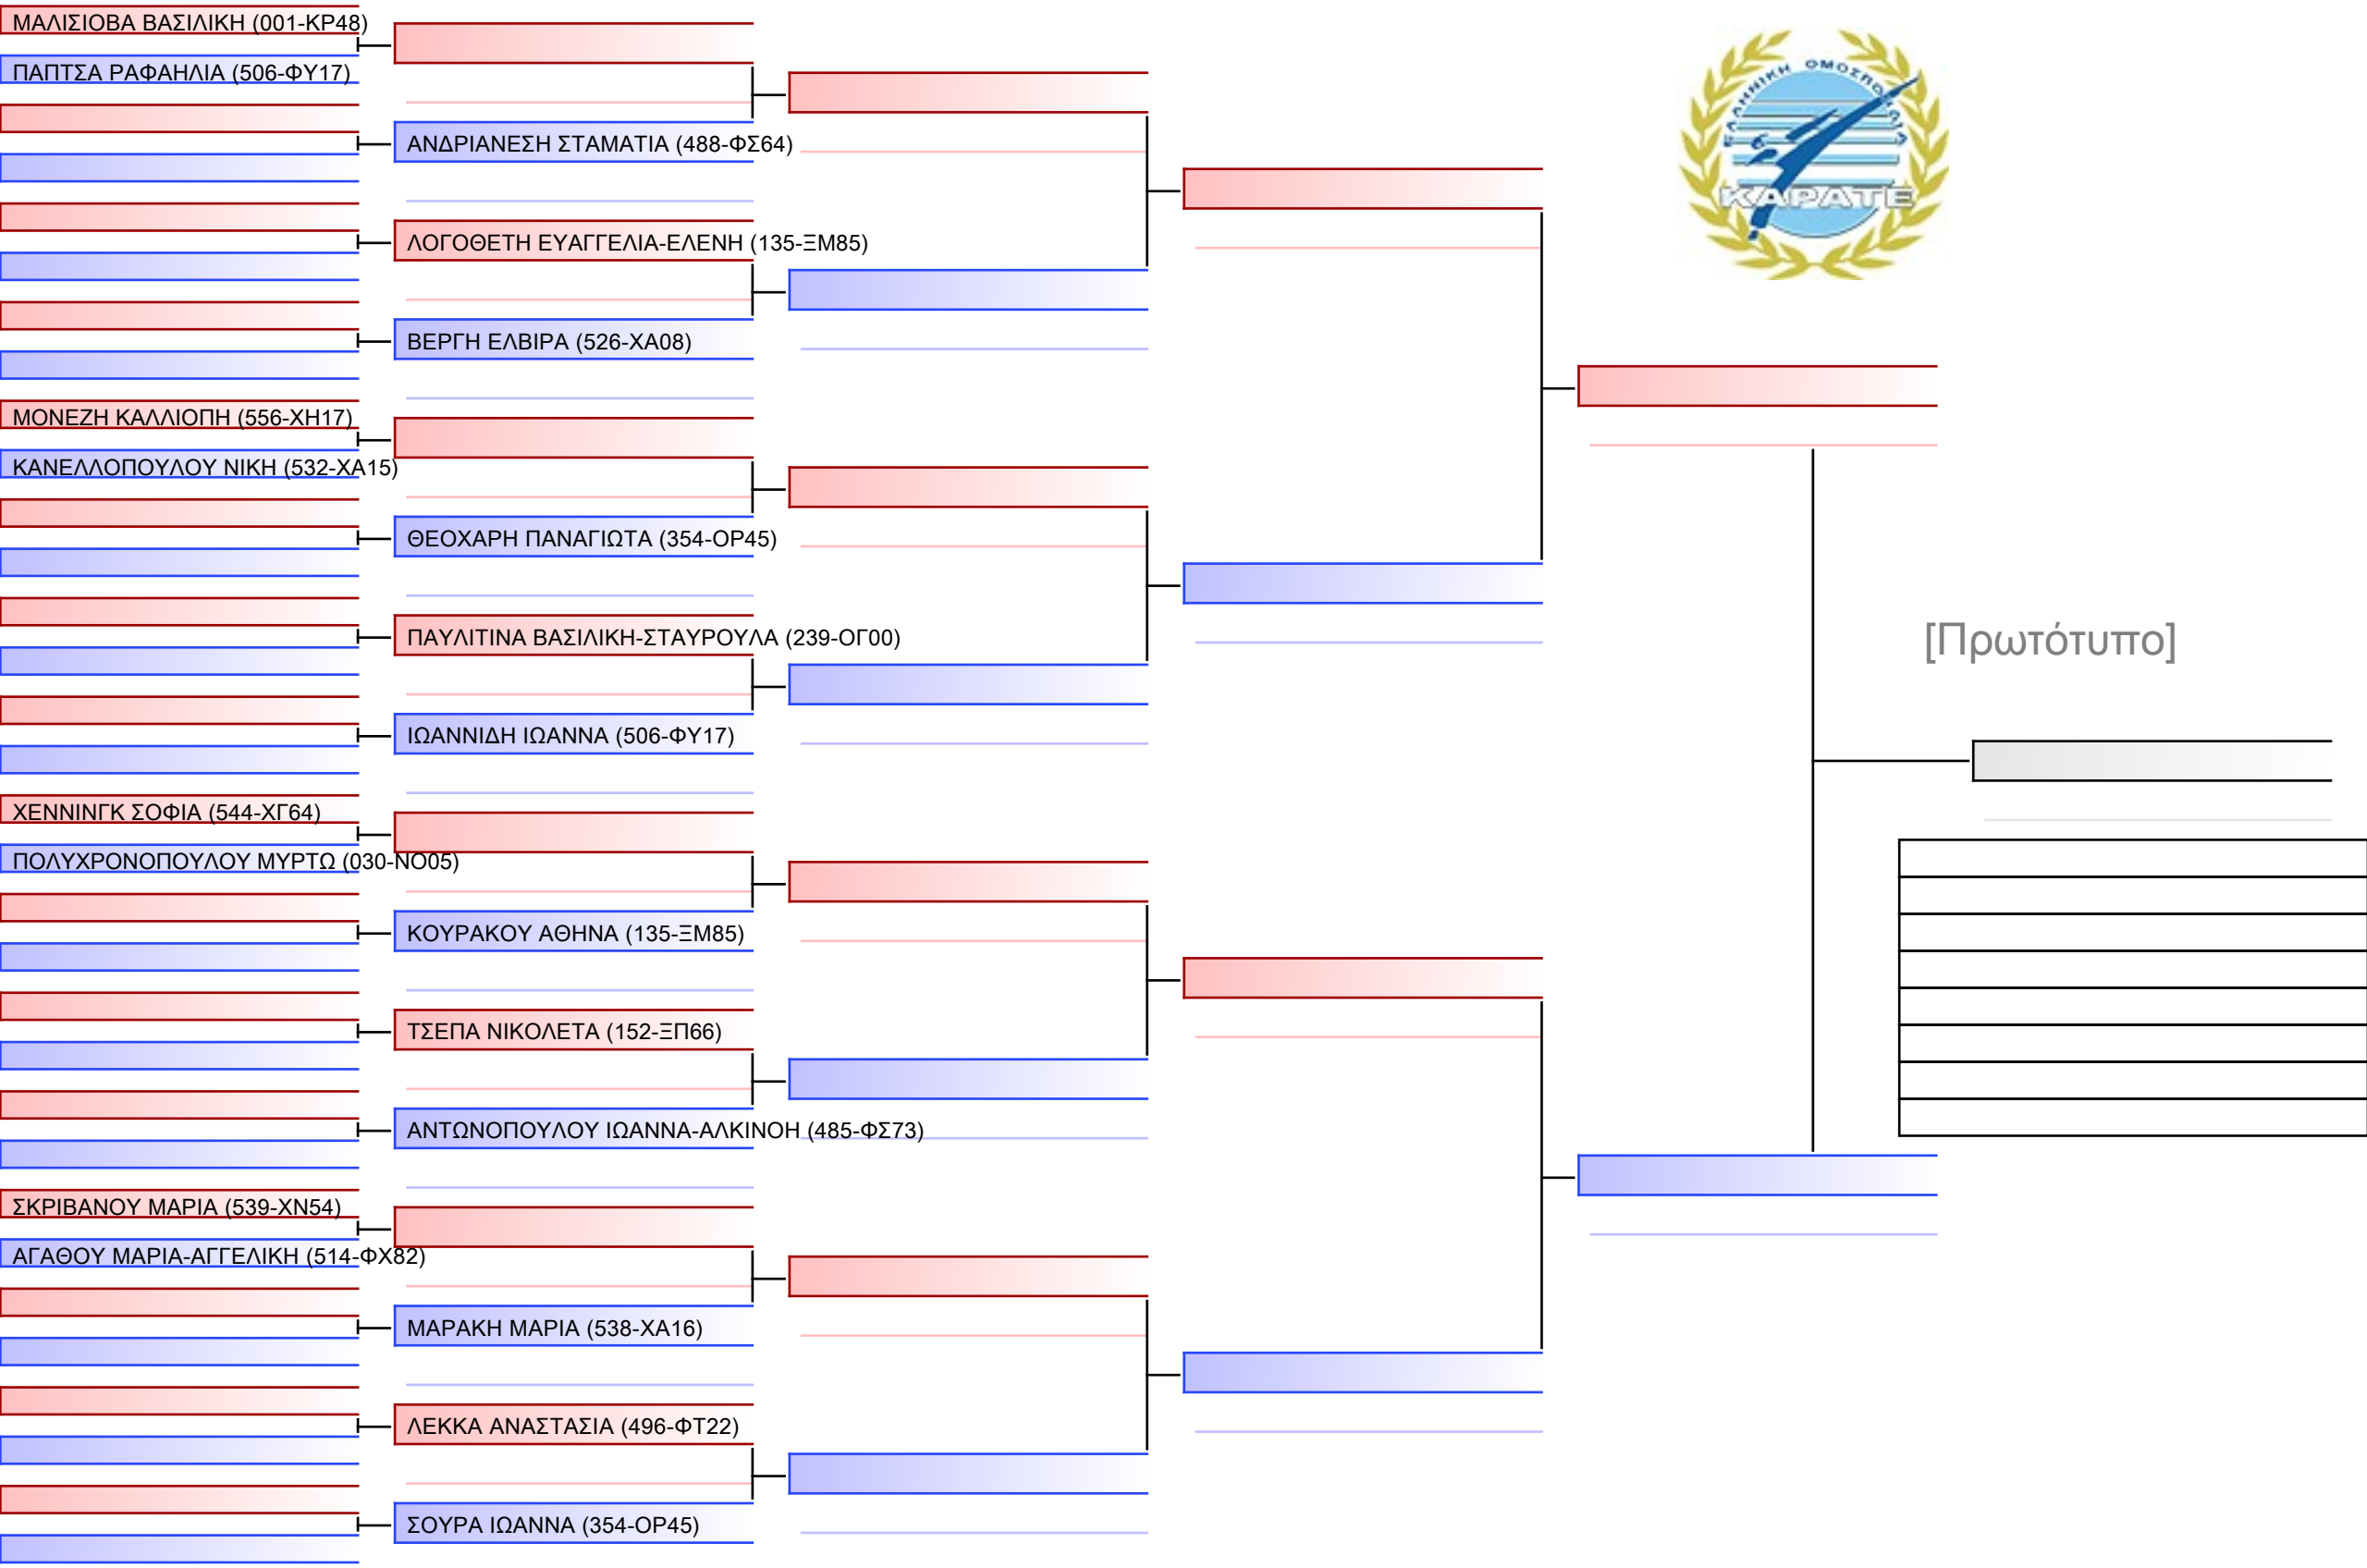 ΜΑΛΙΣΙΟΒΑ ΒΑΣΙΛΙΚΗ (001-ΚΡ48)
ΠΑΠΤΣΑ ΡΑΦΑΗΛΙΑ (506-ΦΥ17)
ΑΝΔΡΙΑΝΕΣΗ ΣΤΑΜΑΤΙΑ (488-ΦΣ64)
ΛΟΓΟΘΕΤΗ ΕΥΑΓΓΕΛΙΑ-ΕΛΕΝΗ (135-ΞΜ85)
ΒΕΡΓΗ ΕΛΒΙΡΑ (526-ΧΑ08)
ΜΟΝΕΖΗ ΚΑΛΛΙΟΠΗ (556-ΧΗ17)
ΚΑΝΕΛΛΟΠΟΥΛΟΥ ΝΙΚΗ (532-ΧΑ15)
ΘΕΟΧΑΡΗ ΠΑΝΑΓΙΩΤΑ (354-ΟΡ45)
ΠΑΥΛΙΤΙΝΑ ΒΑΣΙΛΙΚΗ-ΣΤΑΥΡΟΥΛΑ (239-ΟΓ00)
ΙΩΑΝΝΙΔΗ ΙΩΑΝΝΑ (506-ΦΥ17)
ΧΕΝΝΙΝΓΚ ΣΟΦΙΑ (544-ΧΓ64)
ΠΟΛΥΧΡΟΝΟΠΟΥΛΟΥ ΜΥΡΤΩ (030-ΝΟ05)
ΚΟΥΡΑΚΟΥ ΑΘΗΝΑ (135-ΞΜ85)
ΤΣΕΠΑ ΝΙΚΟΛΕΤΑ (152-ΞΠ66)
ΑΝΤΩΝΟΠΟΥΛΟΥ ΙΩΑΝΝΑ-ΑΛΚΙΝΟΗ (485-ΦΣ73)
ΣΚΡΙΒΑΝΟΥ ΜΑΡΙΑ (539-ΧΝ54)
ΑΓΑΘΟΥ ΜΑΡΙΑ-ΑΓΓΕΛΙΚΗ (514-ΦΧ82)
ΜΑΡΑΚΗ ΜΑΡΙΑ (538-ΧΑ16)
ΛΕΚΚΑ ΑΝΑΣΤΑΣΙΑ (496-ΦΤ22)
ΣΟΥΡΑ ΙΩΑΝΝΑ (354-ΟΡ45)
ΕΛΛΗΝΙΚΗ ΟΜΟΣΠΟΝΔΙΑ
ΚΑΡΑΤΕ
[Πρωτότυπο]